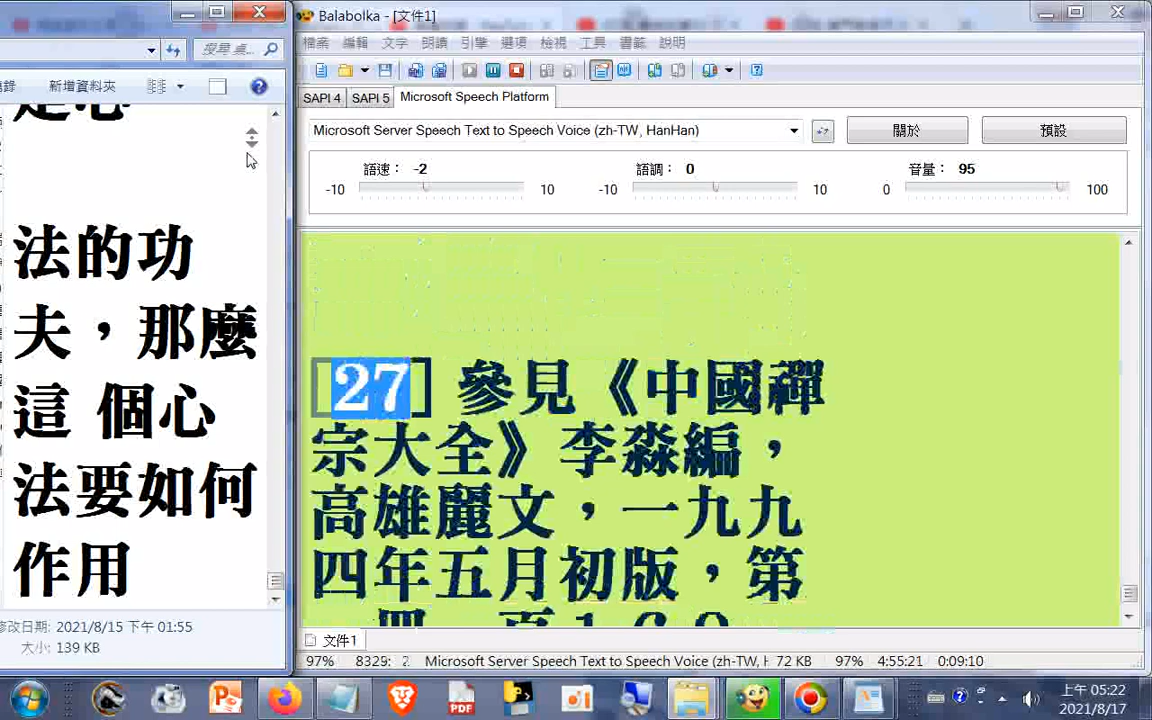 搜尋 桌...
新增資料夾
法的功
夫，那麼
這 個心
法要如何
作用
修改日期: 2021/8/15 下午 01:55
大小: 139 KB
Balabolka - [文件1]
檔案 編輯 文字 朗讀 引擎 選項 檢視 工具 書籤 說明
SAPI 4 SAPI 5 Microsoft Speech Platform
Microsoft Server Speech Text to Speech Voice (zh-TW, HanHan) 關於 預設
語速： -2 語調： 0 音量： 95
-10 10 -10 10 0 100
[27] 參見《中國禪
宗大全》李淼編，
高雄麗文，一九九
四年五月初版，第
文件1
97% 8329: Microsoft Server Speech Text to Speech Voice (zh-TW, H 72 KB 97% 4:55:21 0:09:10
上午 05:22
2021/8/17